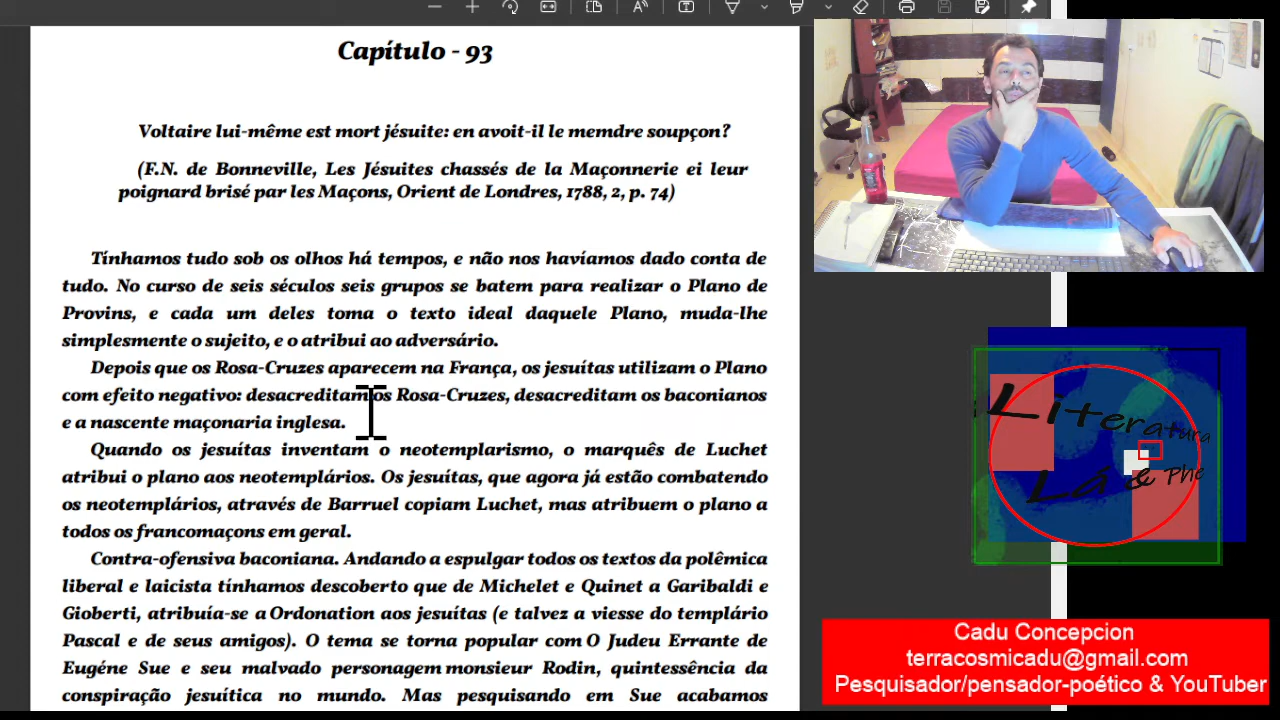 Capítulo - 93
Voltaire lui-même est mort jésuite: en avoit-il le memdre soupçon?
(F.N. de Bonneville, Les Jésuites chassés de la Maçonnerie ei leur
poignard brisé par les Maçons, Orient de Londres, 1788, 2, p. 74)
Tínhamos tudo sob os olhos há tempos, e não nos havíamos dado conta de
tudo. No curso de seis séculos seis grupos se batem para realizar o Plano de
Provins, e cada um deles toma o texto ideal daquele Plano, muda-lhe
simplesmente o sujeito, e o atribui ao adversário.
Depois que os Rosa-Cruzes aparecem na França, os jesuítas utilizam o Plano
com efeito negativo: desacreditam os Rosa-Cruzes, desacreditam os baconianos
e a nascente maçonaria inglesa.
Quando os jesuítas inventam o neotemplarismo, o marquês de Luchet
atribui o plano aos neotemplários. Os jesuítas, que agora já estão combatendo
os neotemplários, através de Barruel copiam Luchet, mas atribuem o plano a
todos os francomaçons em geral.
Contra-ofensiva baconiana. Andando a espulgar todos os textos da polêmica
liberal e laicista tínhamos descoberto que de Michelet e Quinet a Garibaldi e
Gioberti, atribuía-se a Ordonation aos jesuítas (e talvez a viesse do templário
Pascal e de seus amigos). O tema se torna popular com O Judeu Errante de
Eugéne Sue e seu malvado personagem monsieur Rodin, quintessência da
conspiração jesuítica no mundo. Mas pesquisando em Sue acabamos
Literatura
Lá & Phe
Cadu Concepcion
terracosmicadu@gmail.com
Pesquisador/pensador-poético & YouTuber